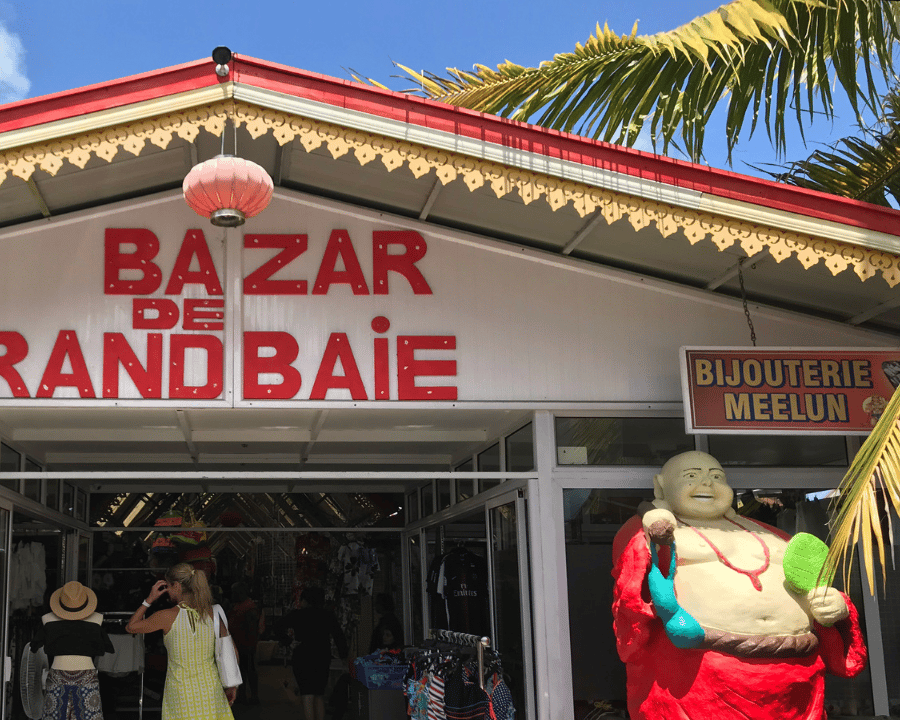 BAZAR
DE
RAND BAiE
BIJOUTERIE
MEELUN